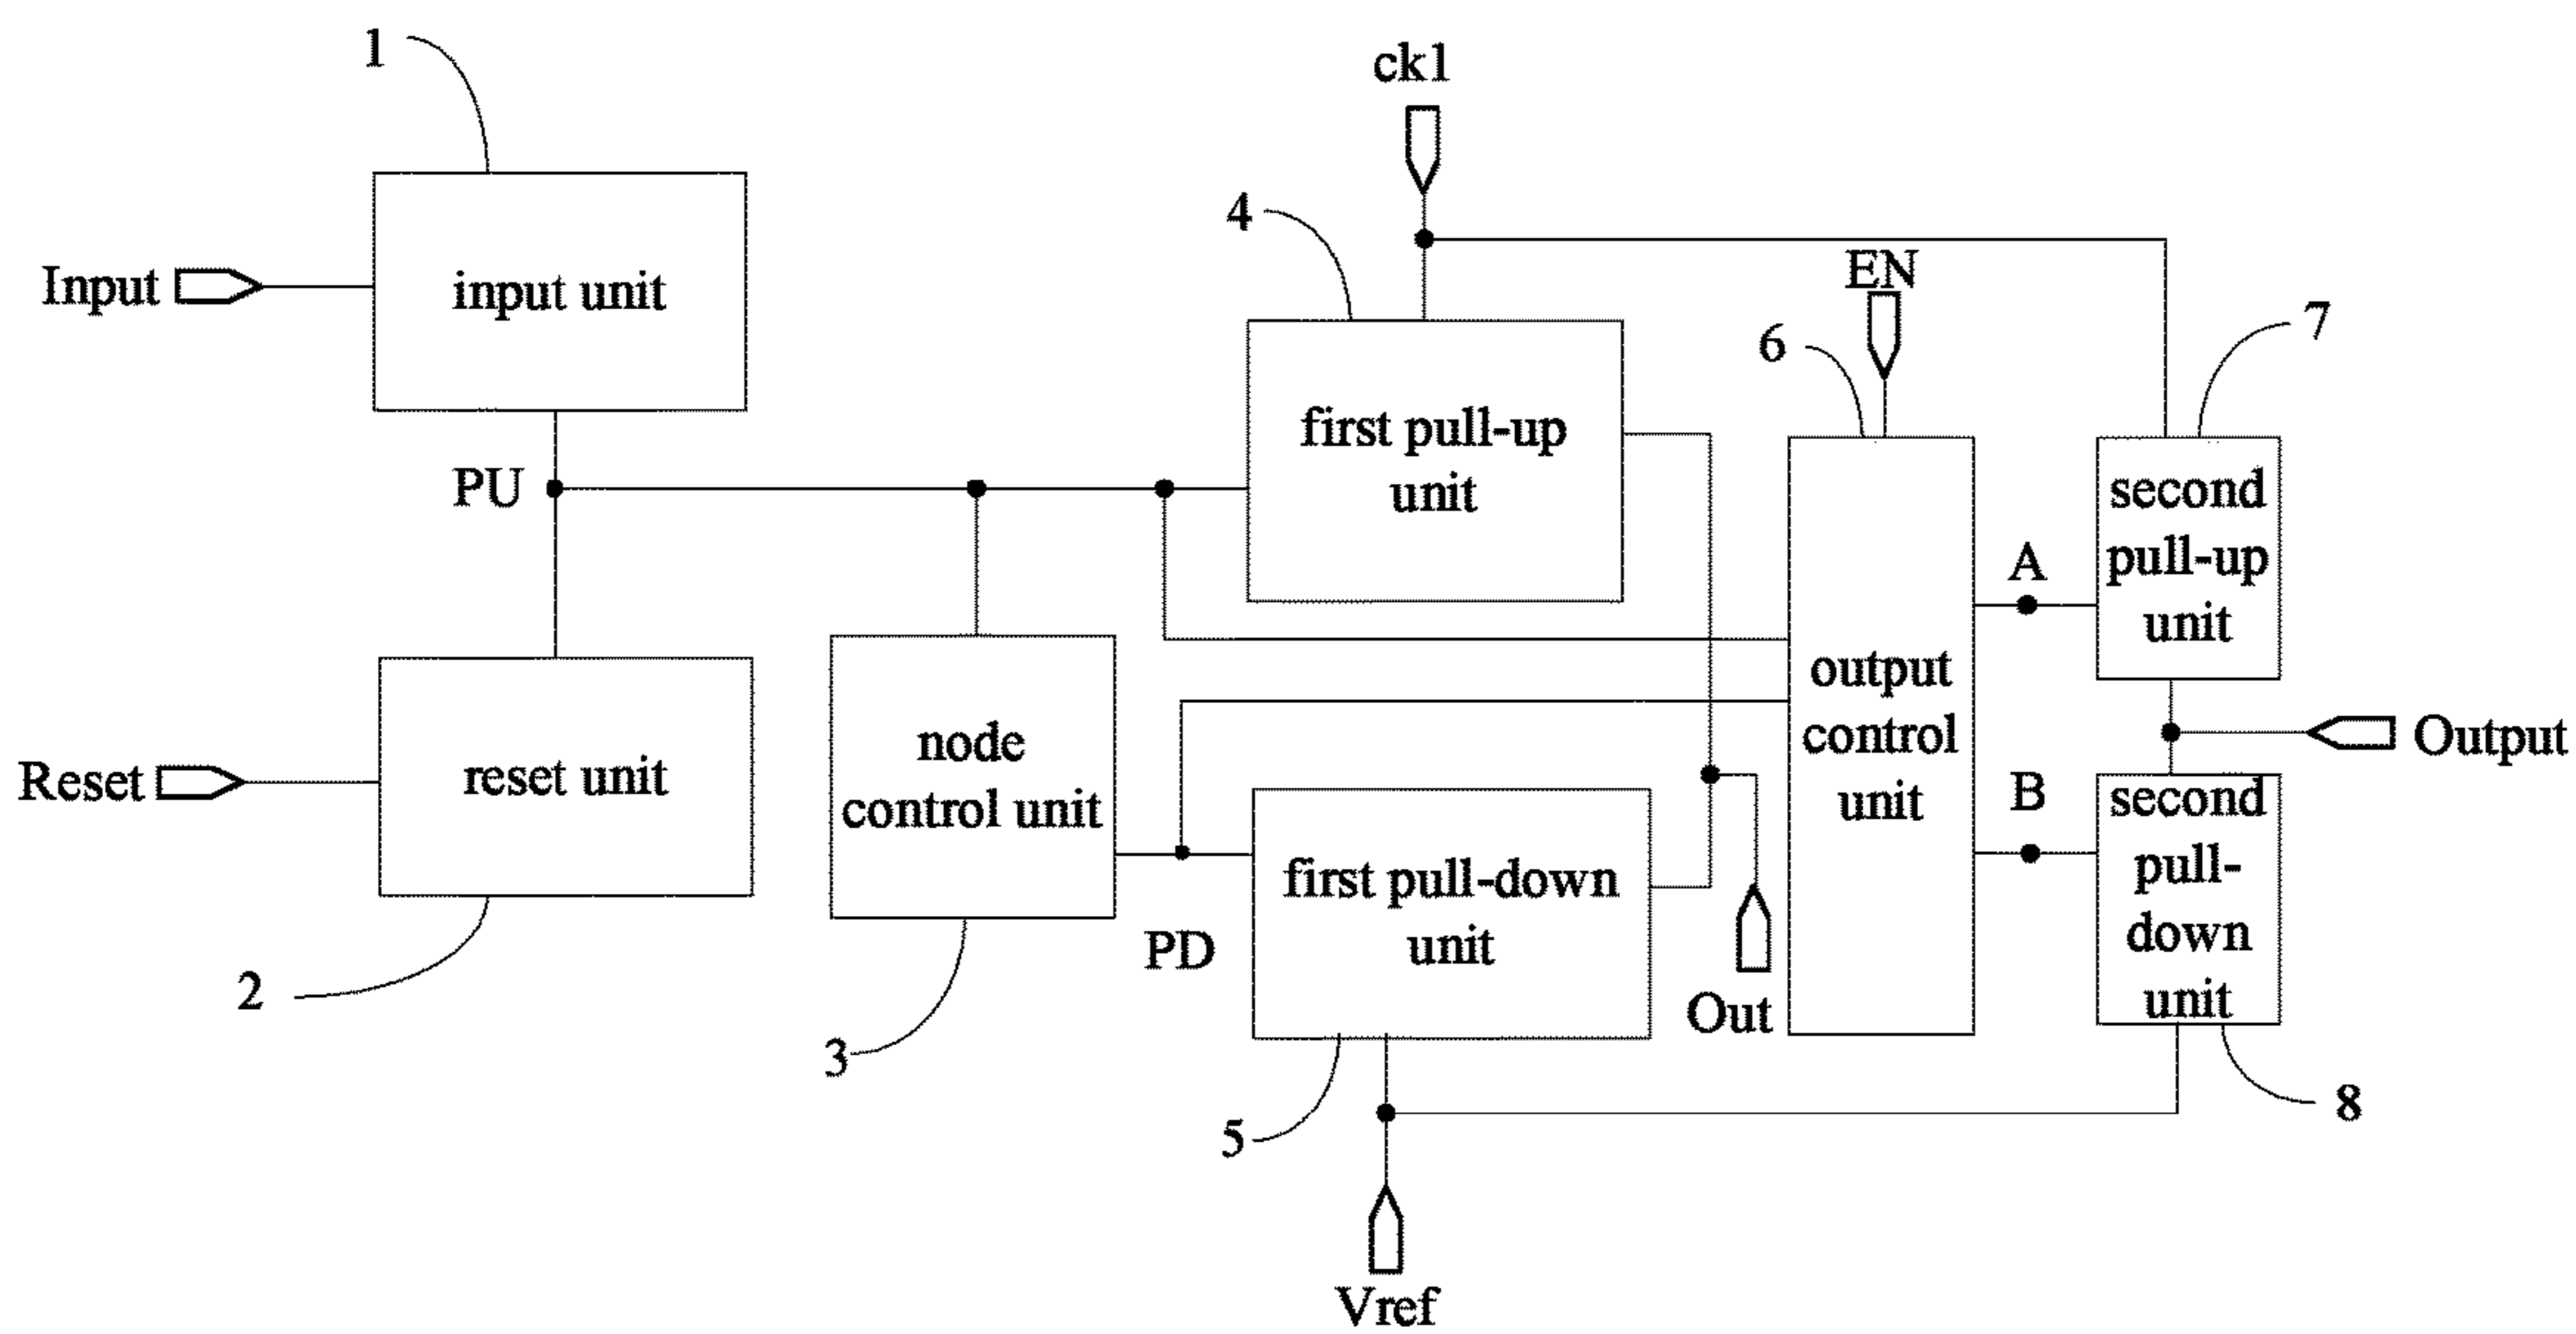 1
ck1
4
Input
input unit
EN
6
7
first pull-up
unit
PU
second
pull-up
unit
A
output
control
unit
node
control unit
Output
Reset
reset unit
B
second
pull-
down
unit
first pull-down
unit
PD
2
Out
3
5
8
Vref